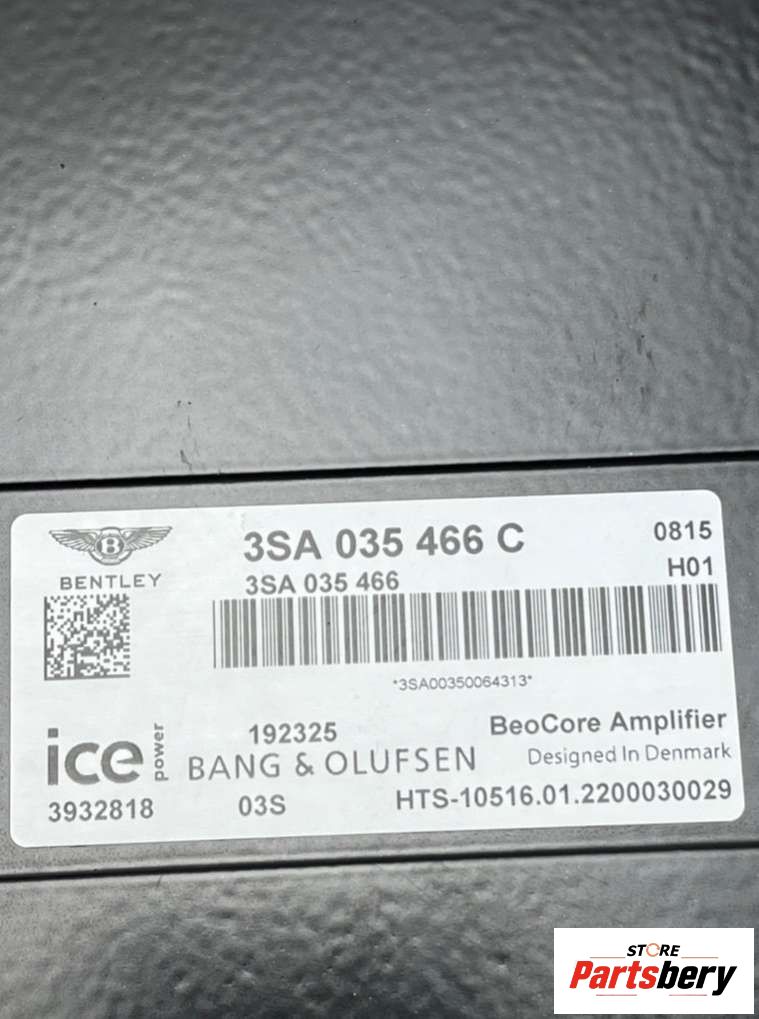 B
BENTLEY
3SA 035 466 C
3SA 035 466
0815
H01
*3SA00350064313*
ice power
3932818
192325
BANG & OLUFSEN
03S
BeoCore Amplifier
Designed In Denmark
HTS-10516.01.2200030029
STORE
Partsbery